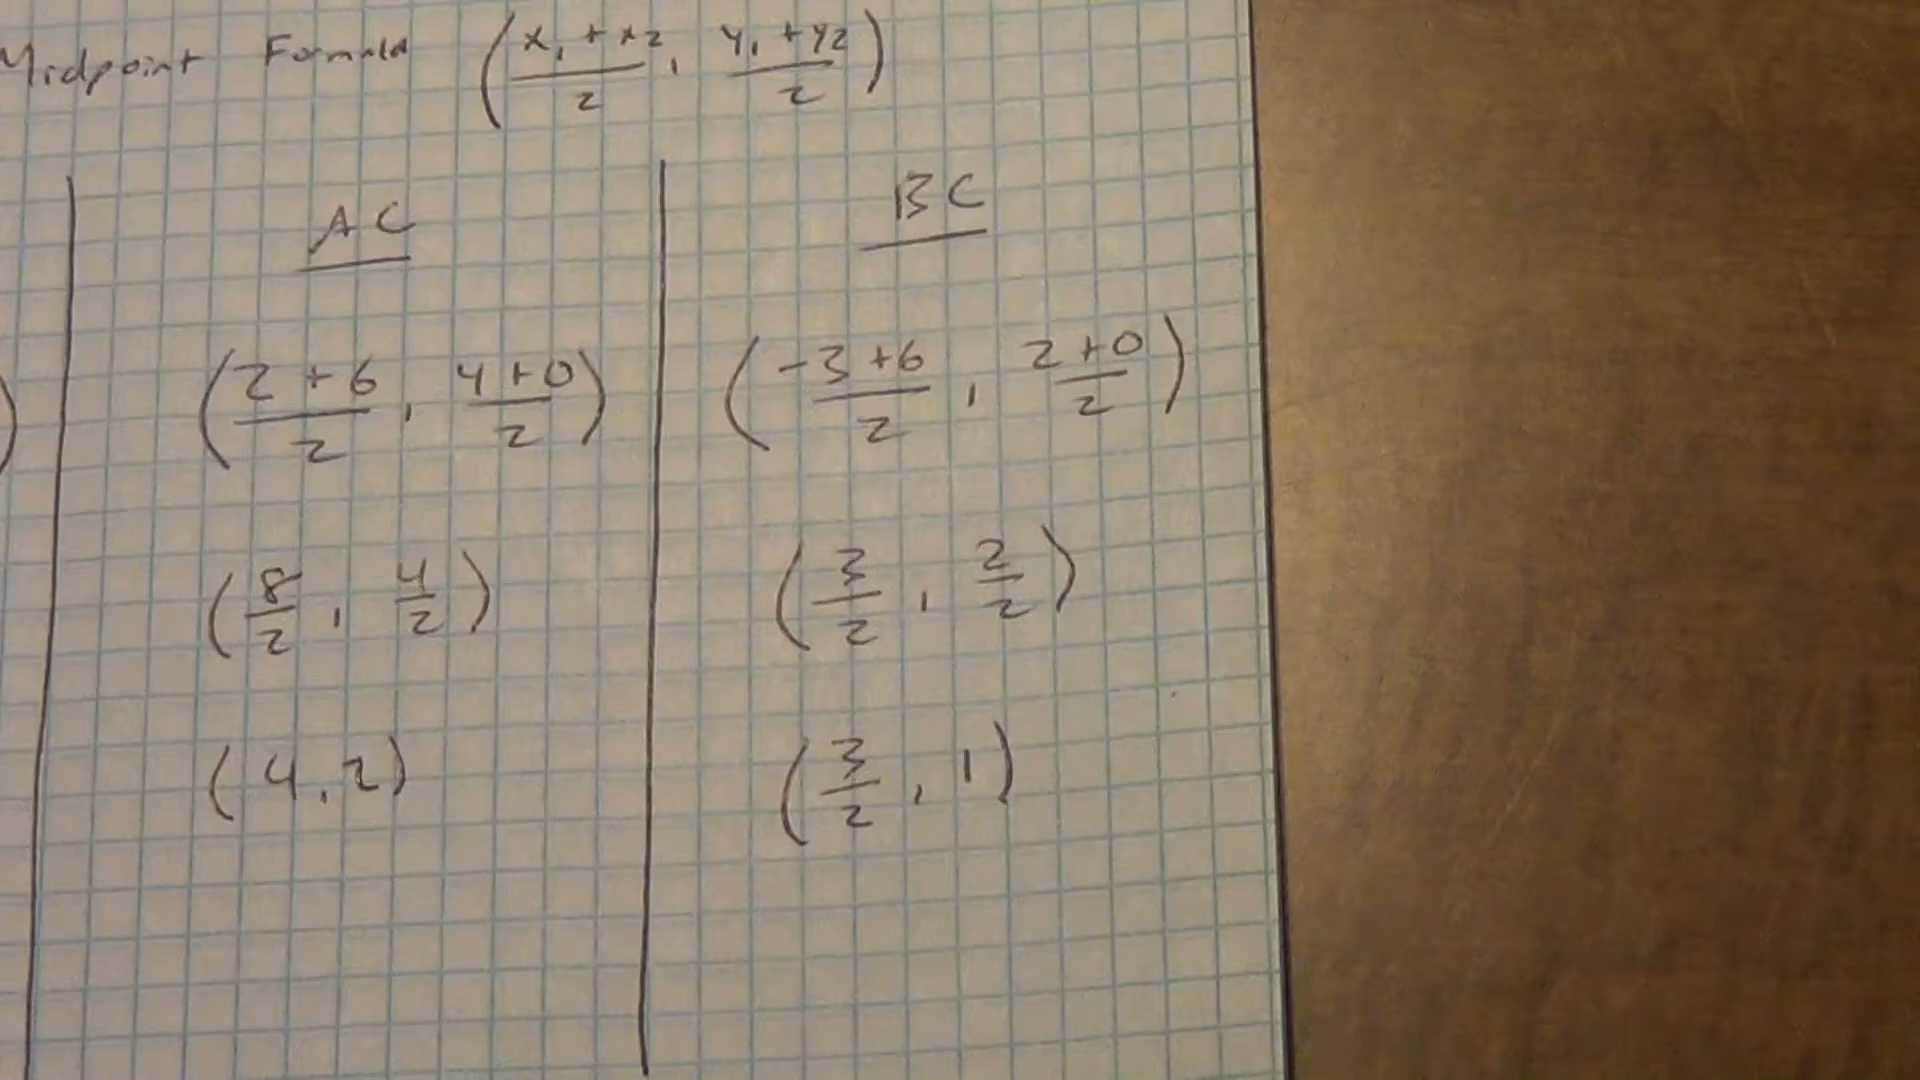 Midpoint Formula (x₁ + x₂ / 2, y₁ + y₂ / 2)
AC
(2 + 6 / 2, 4 + 0 / 2)
(8/2, 4/2)
(4, 2)
BC
(-3 + 6 / 2, 2 + 0 / 2)
(3/2, 2/2)
(3/2, 1)